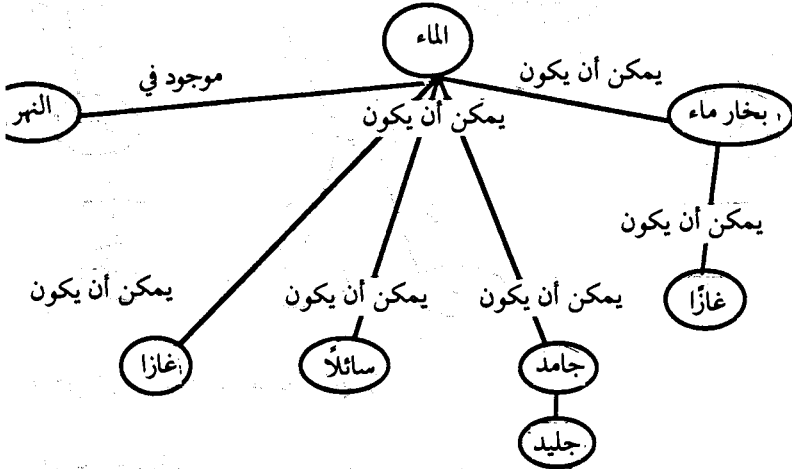 الماء
يمكن أن يكون
موجود في
بخار ماء
يمكن أن يكون
النهر
يمكن أن يكون
يمكن أن يكون
يمكن أن يكون
يمكن أن يكون
غازًا
جامد
سائلًا
غازا
جليد